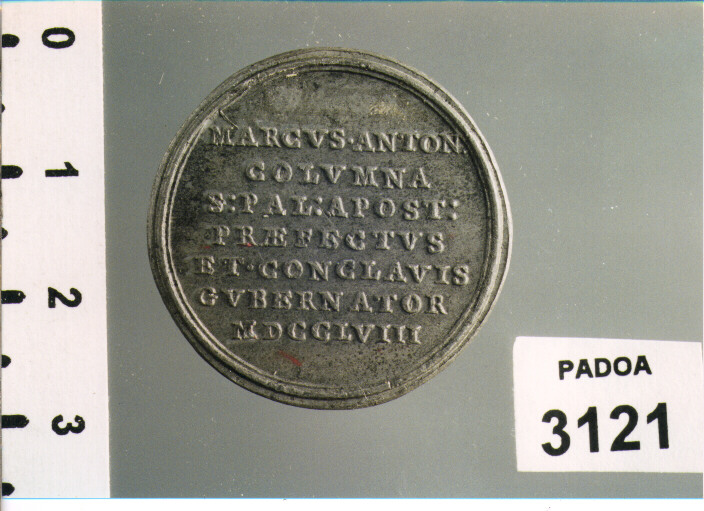 0
1
2
3
MARCVS·ANTON·
COLVMNA
S:PAL:APOST:
PRÆFECTVS
ET·CONCLAVIS
GVBERNATOR
MDCCLVIII
PADOA
3121